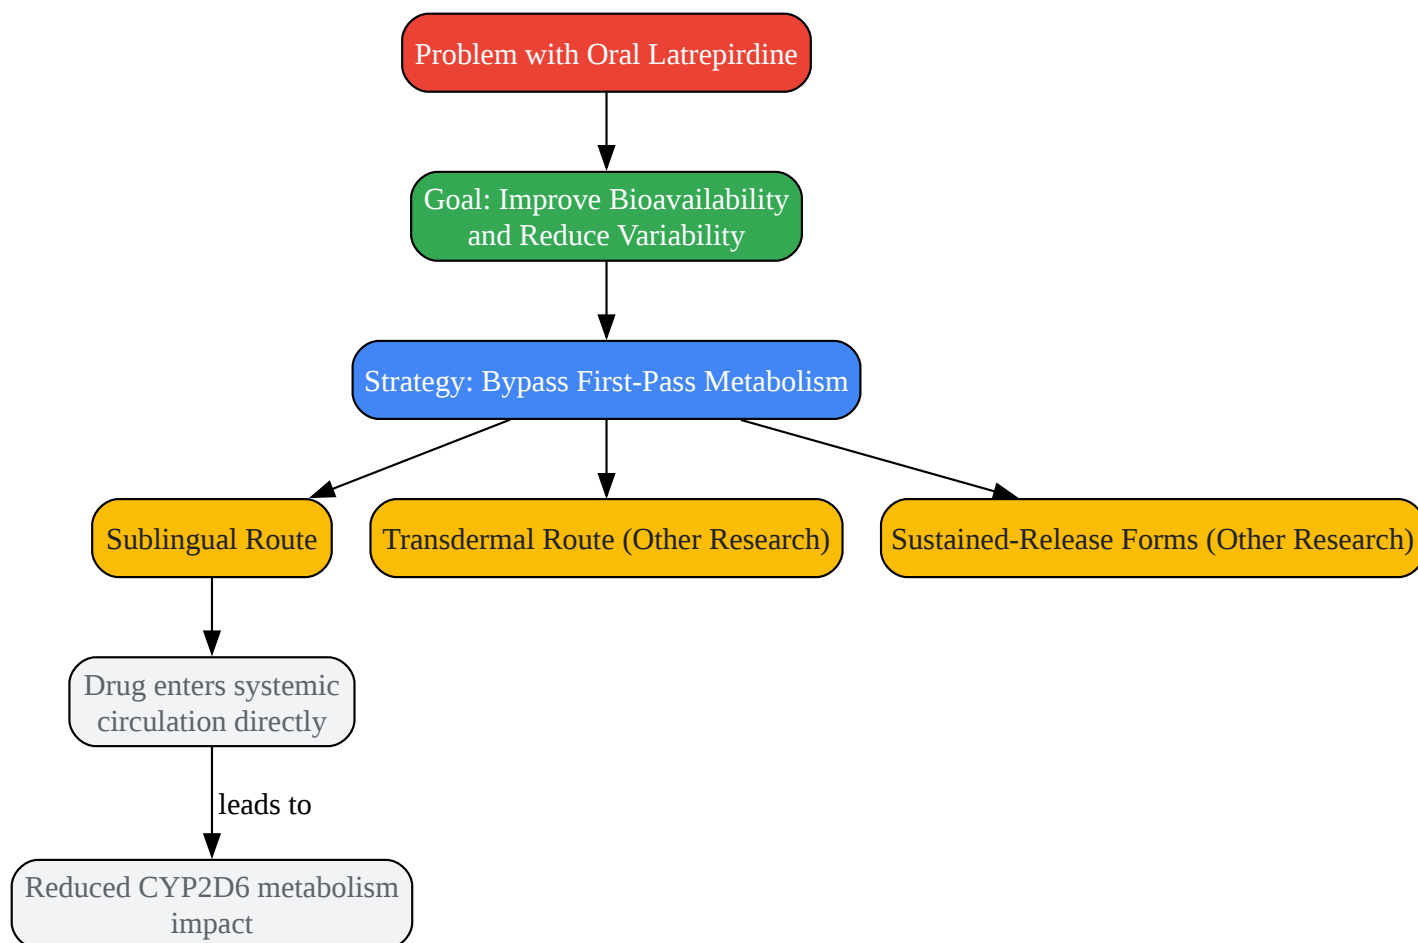 Problem with Oral Latrepirdine
Goal: Improve Bioavailability
and Reduce Variability
Strategy: Bypass First-Pass Metabolism
Sublingual Route
Transdermal Route (Other Research)
Sustained-Release Forms (Other Research)
Drug enters systemic
circulation directly
leads to
Reduced CYP2D6 metabolism
impact